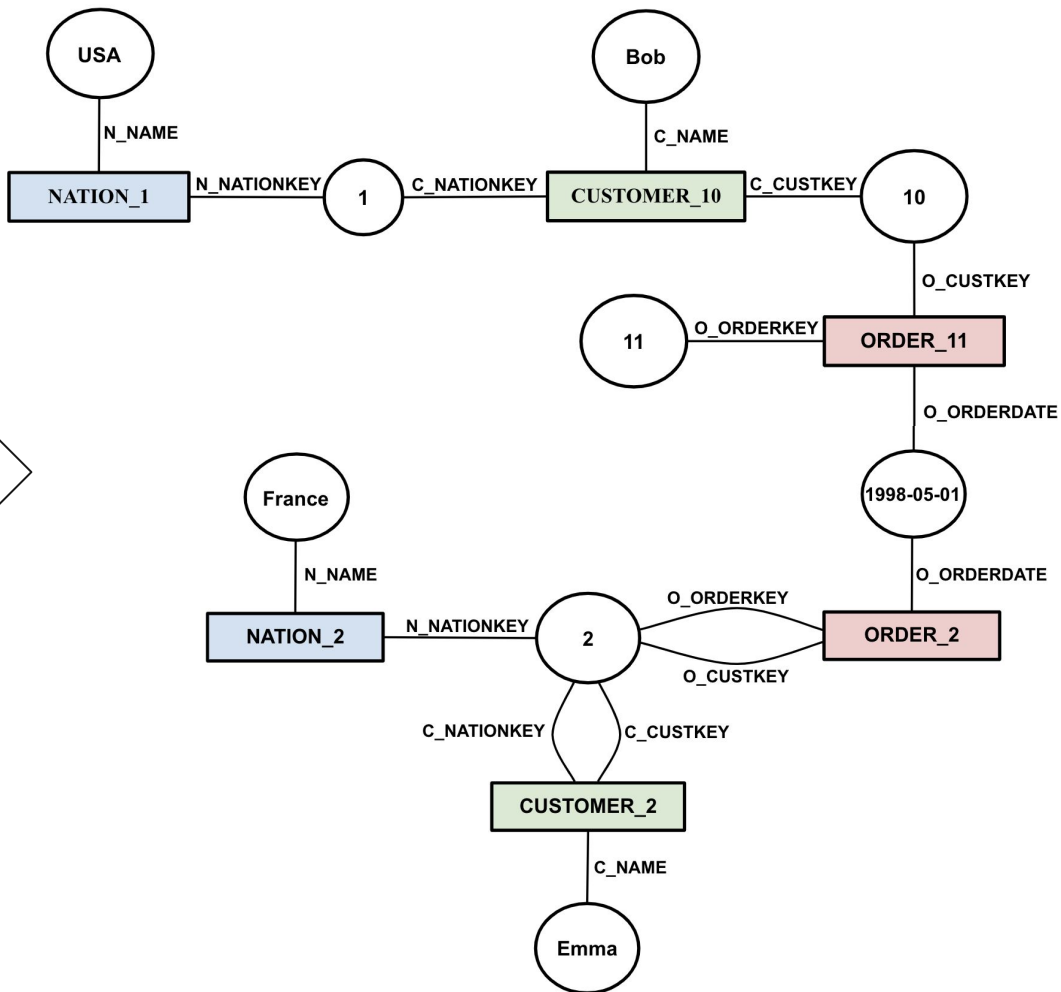 USA
Bob
N_NAME
C_NAME
NATION_1
N_NATIONKEY
1
C_NATIONKEY
CUSTOMER_10
C_CUSTKEY
10
O_CUSTKEY
11
O_ORDERKEY
ORDER_11
O_ORDERDATE
France
1998-05-01
N_NAME
O_ORDERDATE
NATION_2
N_NATIONKEY
2
O_ORDERKEY
O_CUSTKEY
ORDER_2
C_NATIONKEY
C_CUSTKEY
CUSTOMER_2
C_NAME
Emma